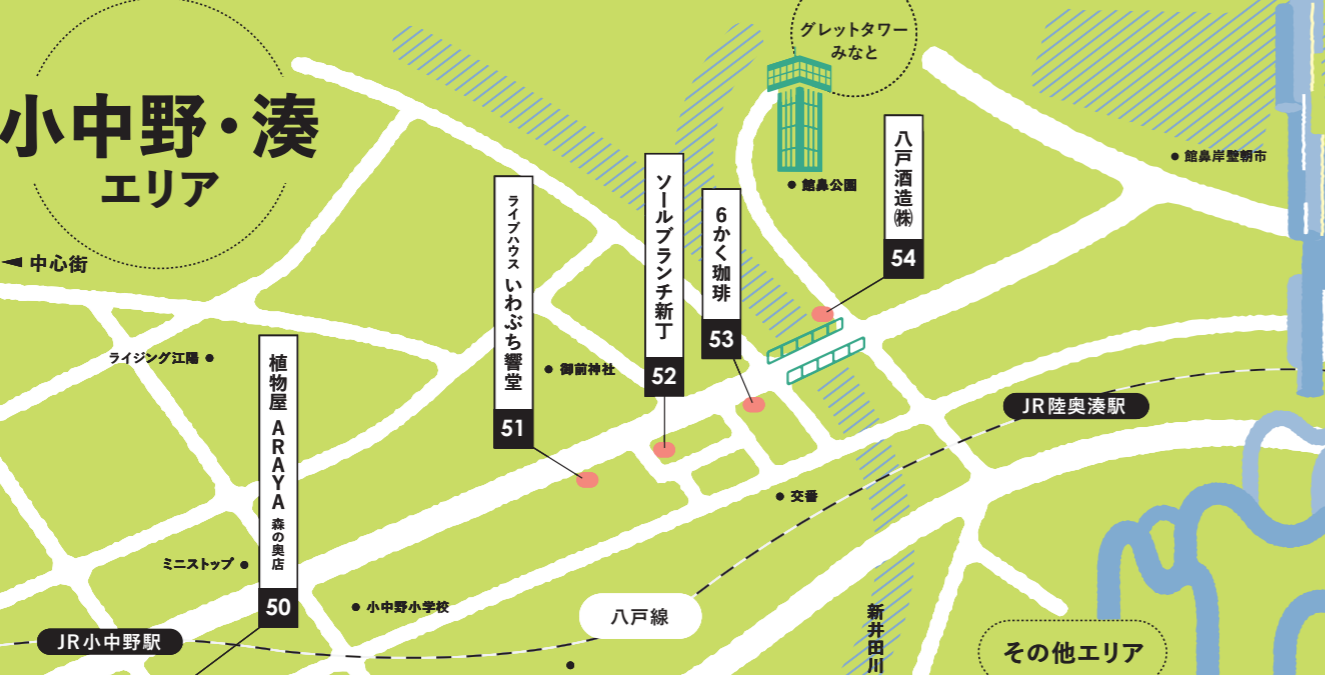 グレットタワー
みなと
小中野・湊
エリア
中心街
八戸酒造㈱
54
館鼻岸壁朝市
館鼻公園
6かく珈琲
53
ソールブランチ新丁
52
ライブハウス いわぶち響堂
51
御前神社
ライジング江陽
植物屋 ARAYA 森の奥店
50
ミニストップ
小中野小学校
JR小中野駅
交番
JR陸奥湊駅
八戸線
新井田川
その他エリア